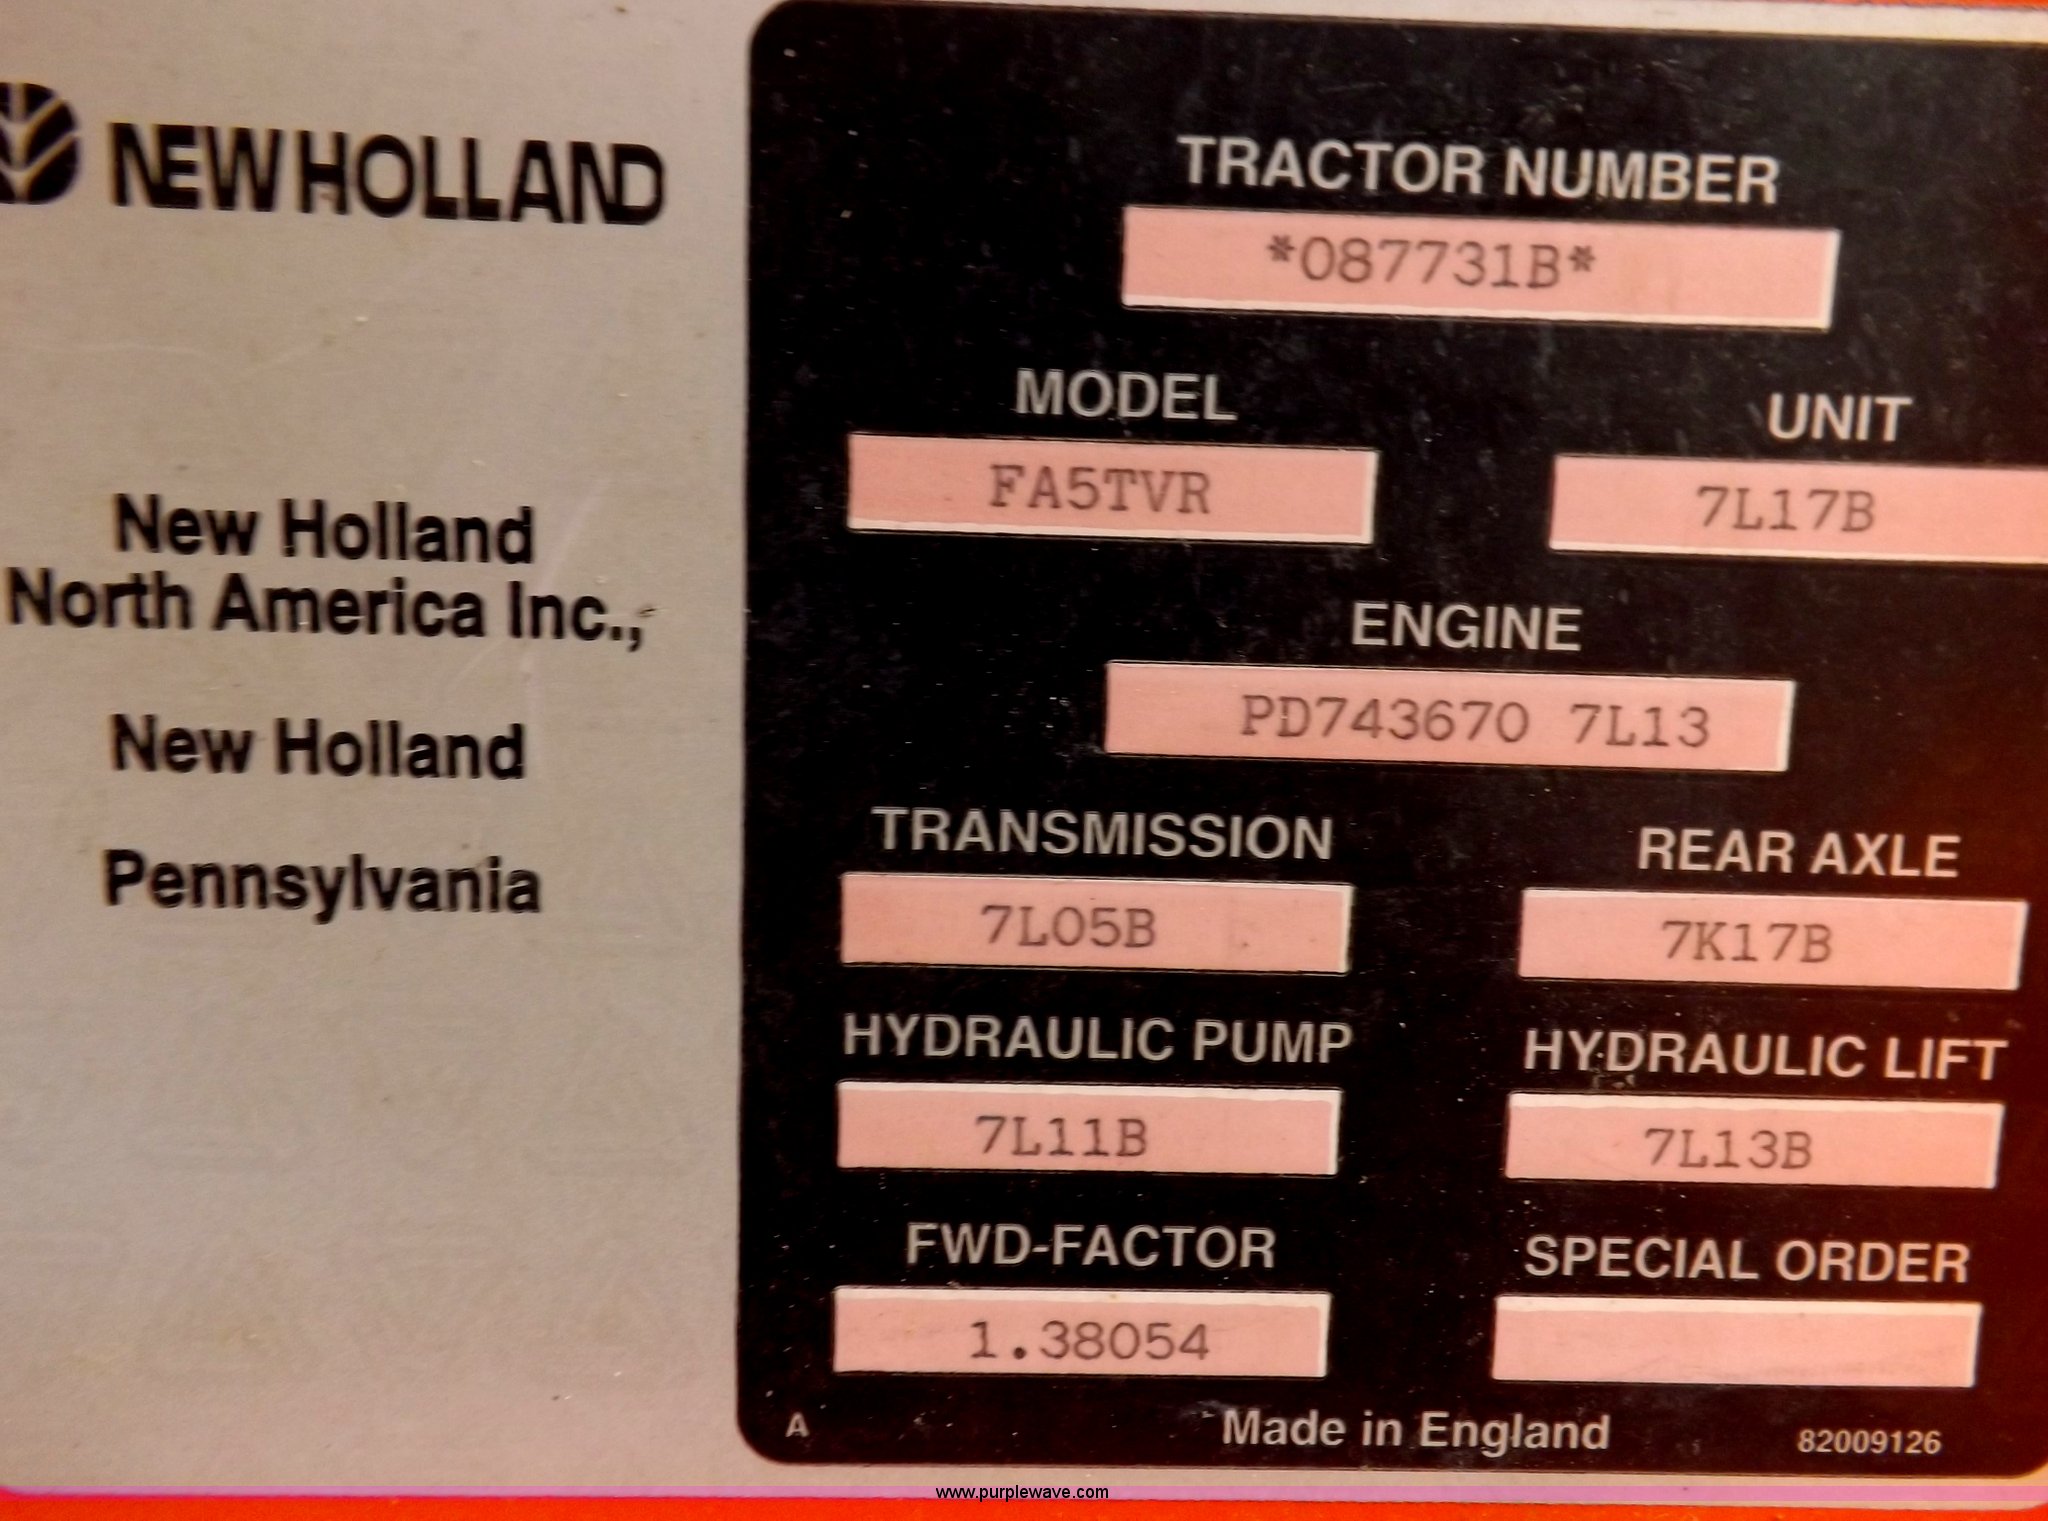 NEW HOLLAND
New Holland
North America Inc.,
New Holland
Pennsylvania
TRACTOR NUMBER
*087731B*
MODEL UNIT
FA5TVR 7L17B
ENGINE
PD743670 7L13
TRANSMISSION REAR AXLE
7L05B 7K17B
HYDRAULIC PUMP HYDRAULIC LIFT
7L11B 7L13B
FWD-FACTOR SPECIAL ORDER
1.38054
A Made in England 82009126
www.purplewave.com